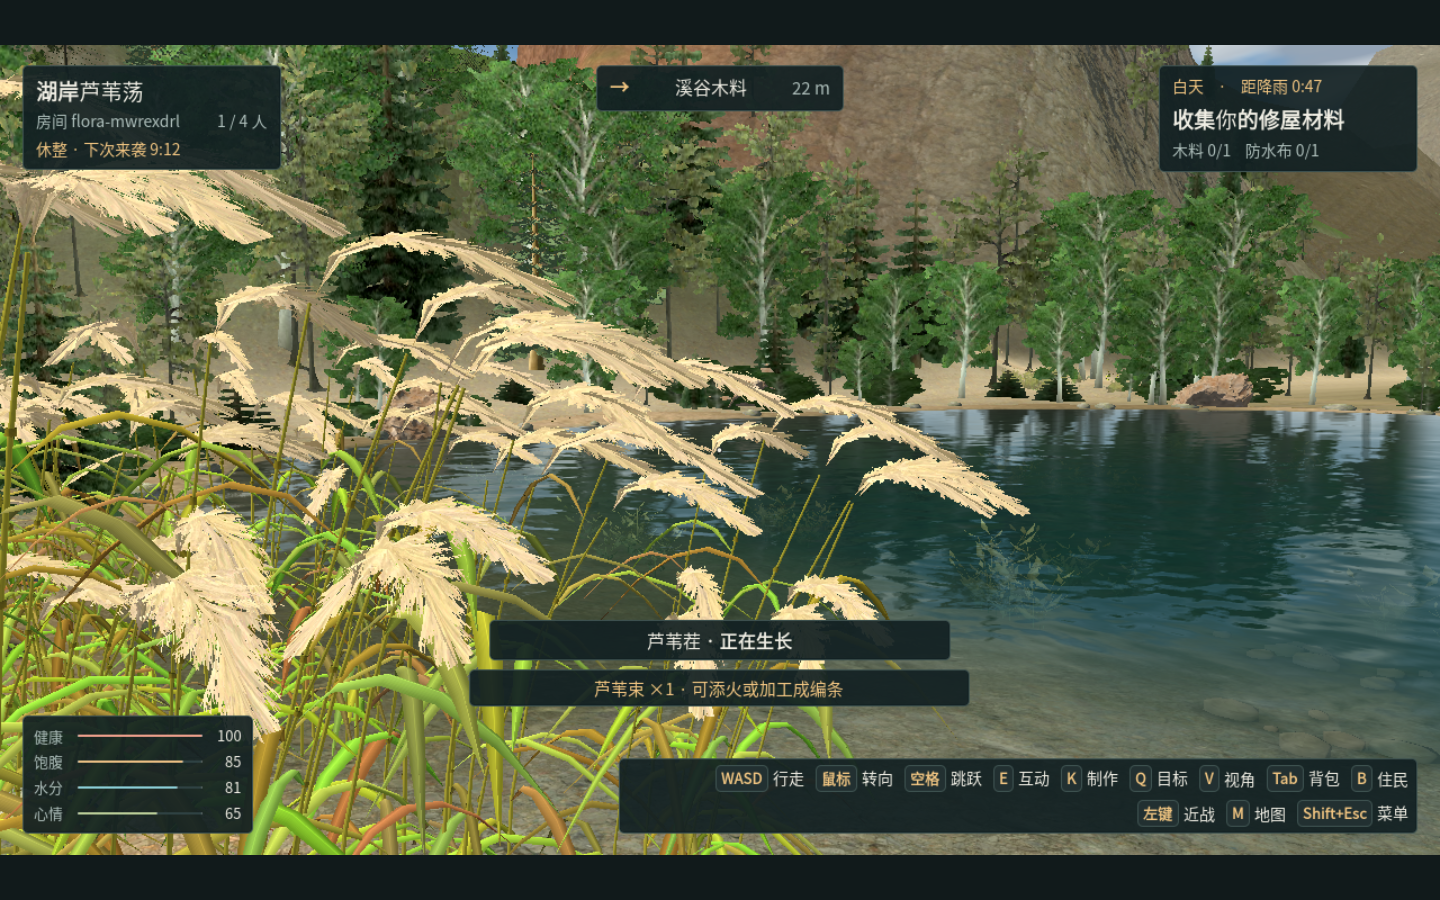 湖岸芦苇荡
房间 flora-mwrexdrl 1 / 4 人
休整 · 下次来袭 9:12
→ 溪谷木料 22 m
白天 · 距降雨 0:47
收集你的修屋材料
木料 0/1 防水布 0/1
芦苇茬 · 正在生长
芦苇束 ×1 · 可添火或加工成编条
健康 100
饱腹 85
水分 81
心情 65
WASD 行走 鼠标 转向 空格 跳跃 E 互动 K 制作 Q 目标 V 视角 Tab 背包 B 住民
左键 近战 M 地图 Shift+Esc 菜单